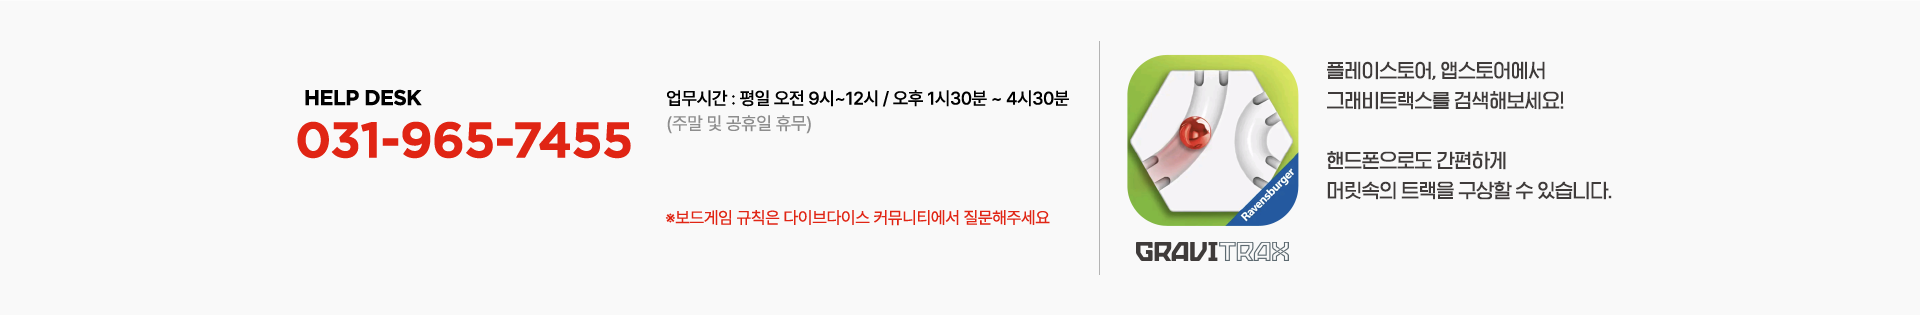 HELP DESK
031-965-7455
업무시간 : 평일 오전 9시~12시 / 오후 1시30분 ~ 4시30분
(주말 및 공휴일 휴무)
※보드게임 규칙은 다이브다이스 커뮤니티에서 질문해주세요
Ravensburger
GRAVITRAX
플레이스토어, 앱스토어에서
그래비트랙스를 검색해보세요!
핸드폰으로도 간편하게
머릿속의 트랙을 구상할 수 있습니다.